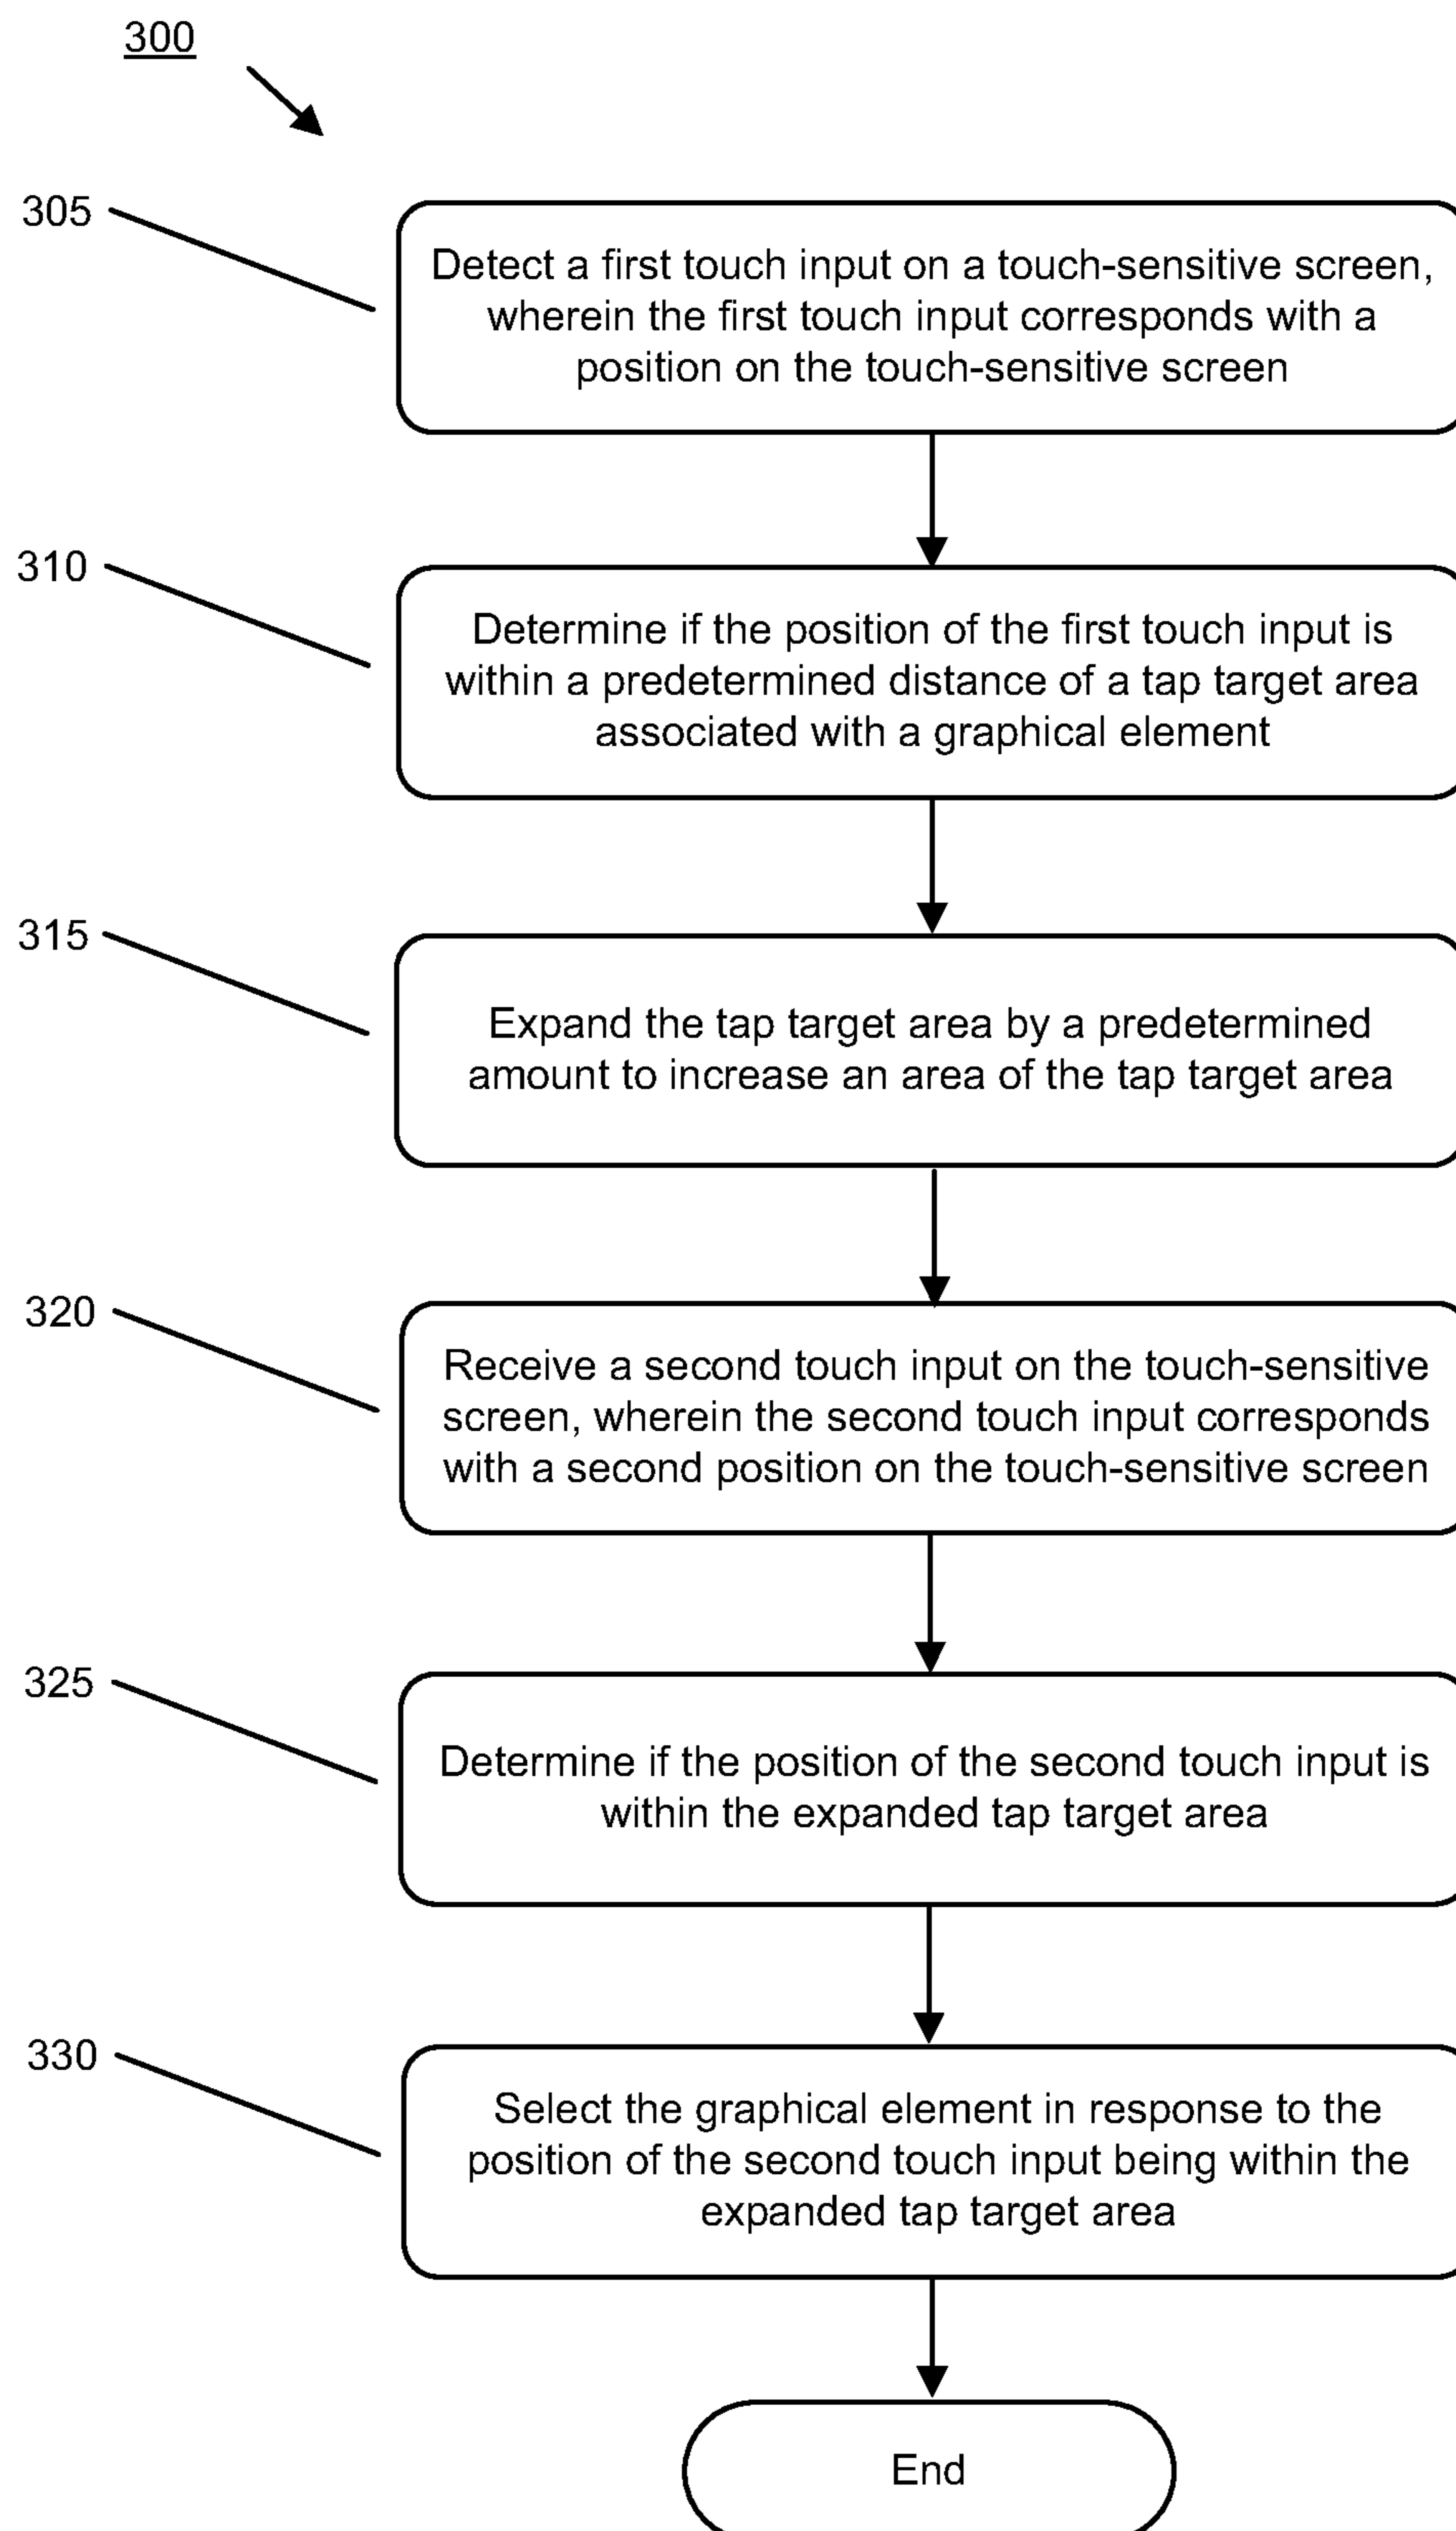 300
305
Detect a first touch input on a touch-sensitive screen,
wherein the first touch input corresponds with a
position on the touch-sensitive screen
310
Determine if the position of the first touch input is
within a predetermined distance of a tap target area
associated with a graphical element
315
Expand the tap target area by a predetermined
amount to increase an area of the tap target area
320
Receive a second touch input on the touch-sensitive
screen, wherein the second touch input corresponds
with a second position on the touch-sensitive screen
325
Determine if the position of the second touch input is
within the expanded tap target area
330
Select the graphical element in response to the
position of the second touch input being within the
expanded tap target area
End